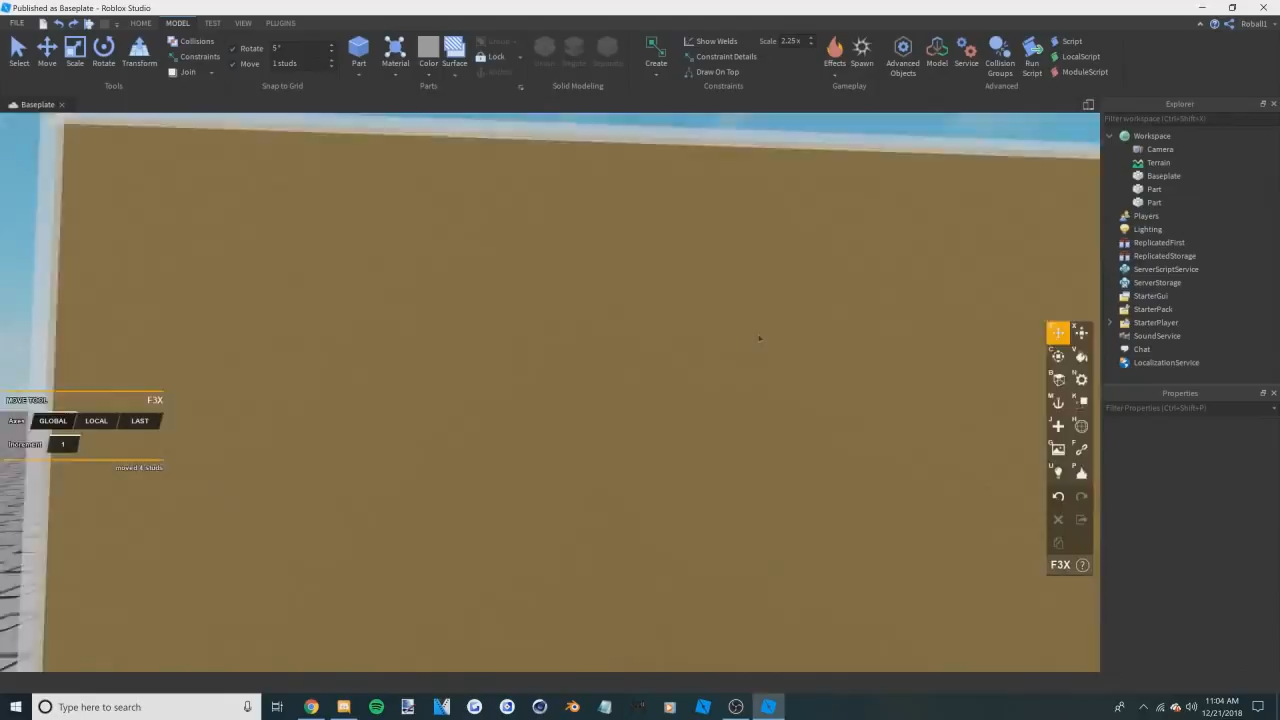 Published as Baseplate - Roblox Studio
FILE HOME MODEL TEST VIEW PLUGINS Roball1
Select Move Scale Rotate Transform
Collisions
Constraints
Join
Tools
Rotate 5°
Move 1 studs
Snap to Grid
Part Material Color Surface
Group
Lock
Anchor
Parts
Union Negate Separate
Solid Modeling
Create
Show Welds Scale 2.25 x
Constraint Details
Draw On Top
Constraints
Effects Spawn
Gameplay
Advanced Objects
Model Service
Collision Groups
Run Script
Script
LocalScript
ModuleScript
Advanced
Baseplate
Explorer
Filter workspace (Ctrl+Shift+X)
Workspace
Camera
Terrain
Baseplate
Part
Part
Players
Lighting
ReplicatedFirst
ReplicatedStorage
ServerScriptService
ServerStorage
StarterGui
StarterPack
StarterPlayer
SoundService
Chat
LocalizationService
Properties
Filter Properties (Ctrl+Shift+P)
MOVE TOOL F3X
Axes GLOBAL LOCAL LAST
Increment 1
moved 4 studs
Z X
C V
B N
M K
J H
G F
U P
F3X ?
Type here to search
11:04 AM
12/21/2018